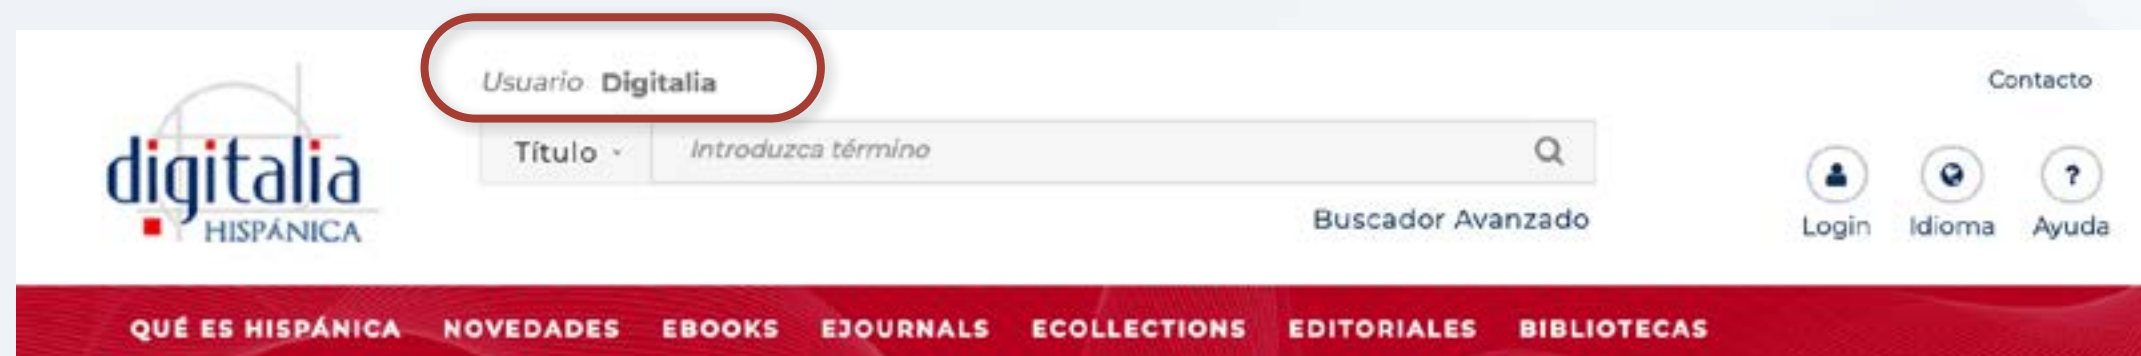 Usuario Digitalia
Contacto
digitalia
HISPÁNICA
Título
Introduzca término
Buscador Avanzado
Login Idioma Ayuda
QUÉ ES HISPÁNICA NOVEDADES EBOOKS EJOURNALS ECOLLECTIONS EDITORIALES BIBLIOTECAS